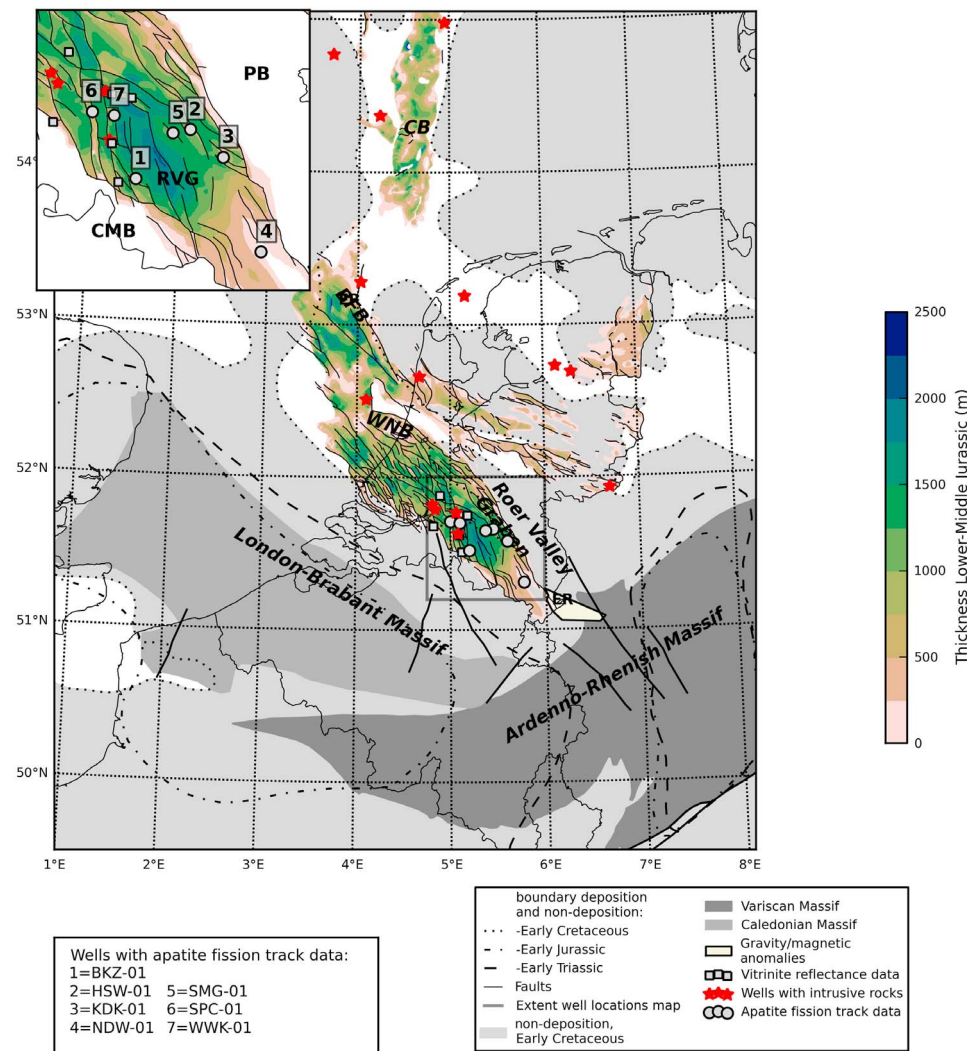 PB
6
7
5
2
3
1
RVG
CMB
4
CB
BFB
WNB
Roer Valley
Graben
London-Brabant Massif
ER
Ardenno-Rhenish Massif
54°
53°N
52°N
51°N
50°N
1°E 2°E 3°E 4°E 5°E 6°E 7°E 8°E
2500
2000
1500
1000
500
0
Thickness Lower-Middle Jurassic (m)
Wells with apatite fission track data:
1=BKZ-01
2=HSW-01 5=SMG-01
3=KDK-01 6=SPC-01
4=NDW-01 7=WWK-01
boundary deposition
and non-deposition:
-Early Cretaceous
-Early Jurassic
-Early Triassic
Faults
Extent well locations map
non-deposition,
Early Cretaceous
Variscan Massif
Caledonian Massif
Gravity/magnetic
anomalies
Vitrinite reflectance data
Wells with intrusive rocks
Apatite fission track data